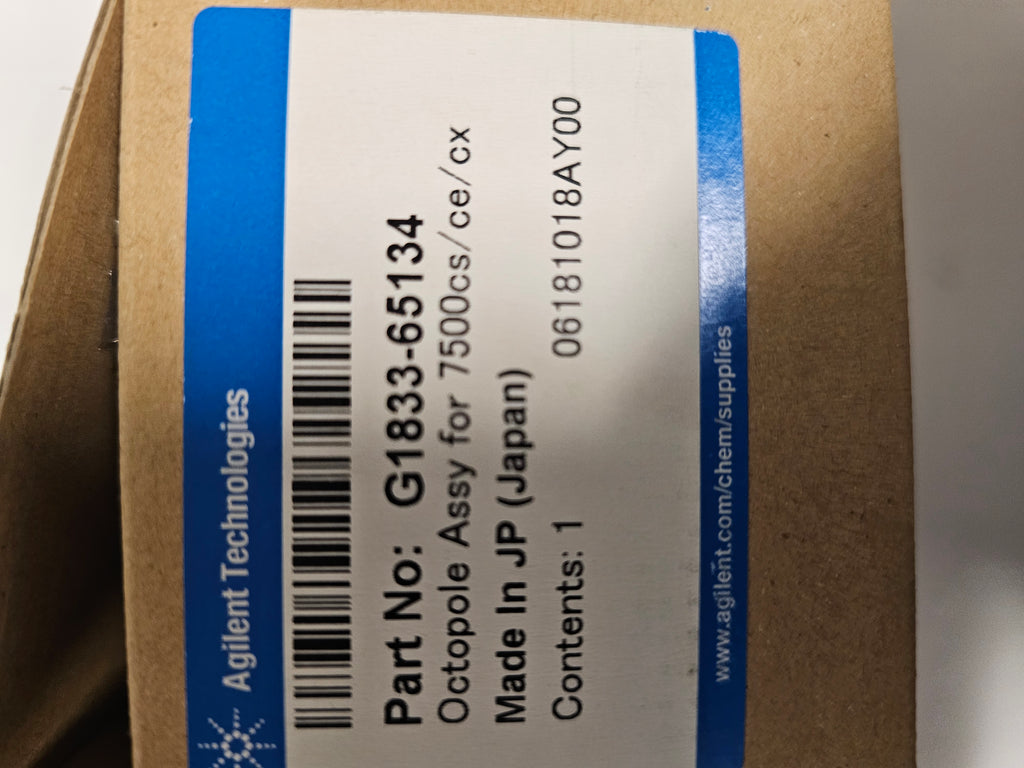 Agilent Technologies
Part No: G1833-65134
Octopole Assy for 7500cs/ce/cx
Made In JP (Japan)
Contents: 1 06181018AY00
www.agilent.com/chem/supplies